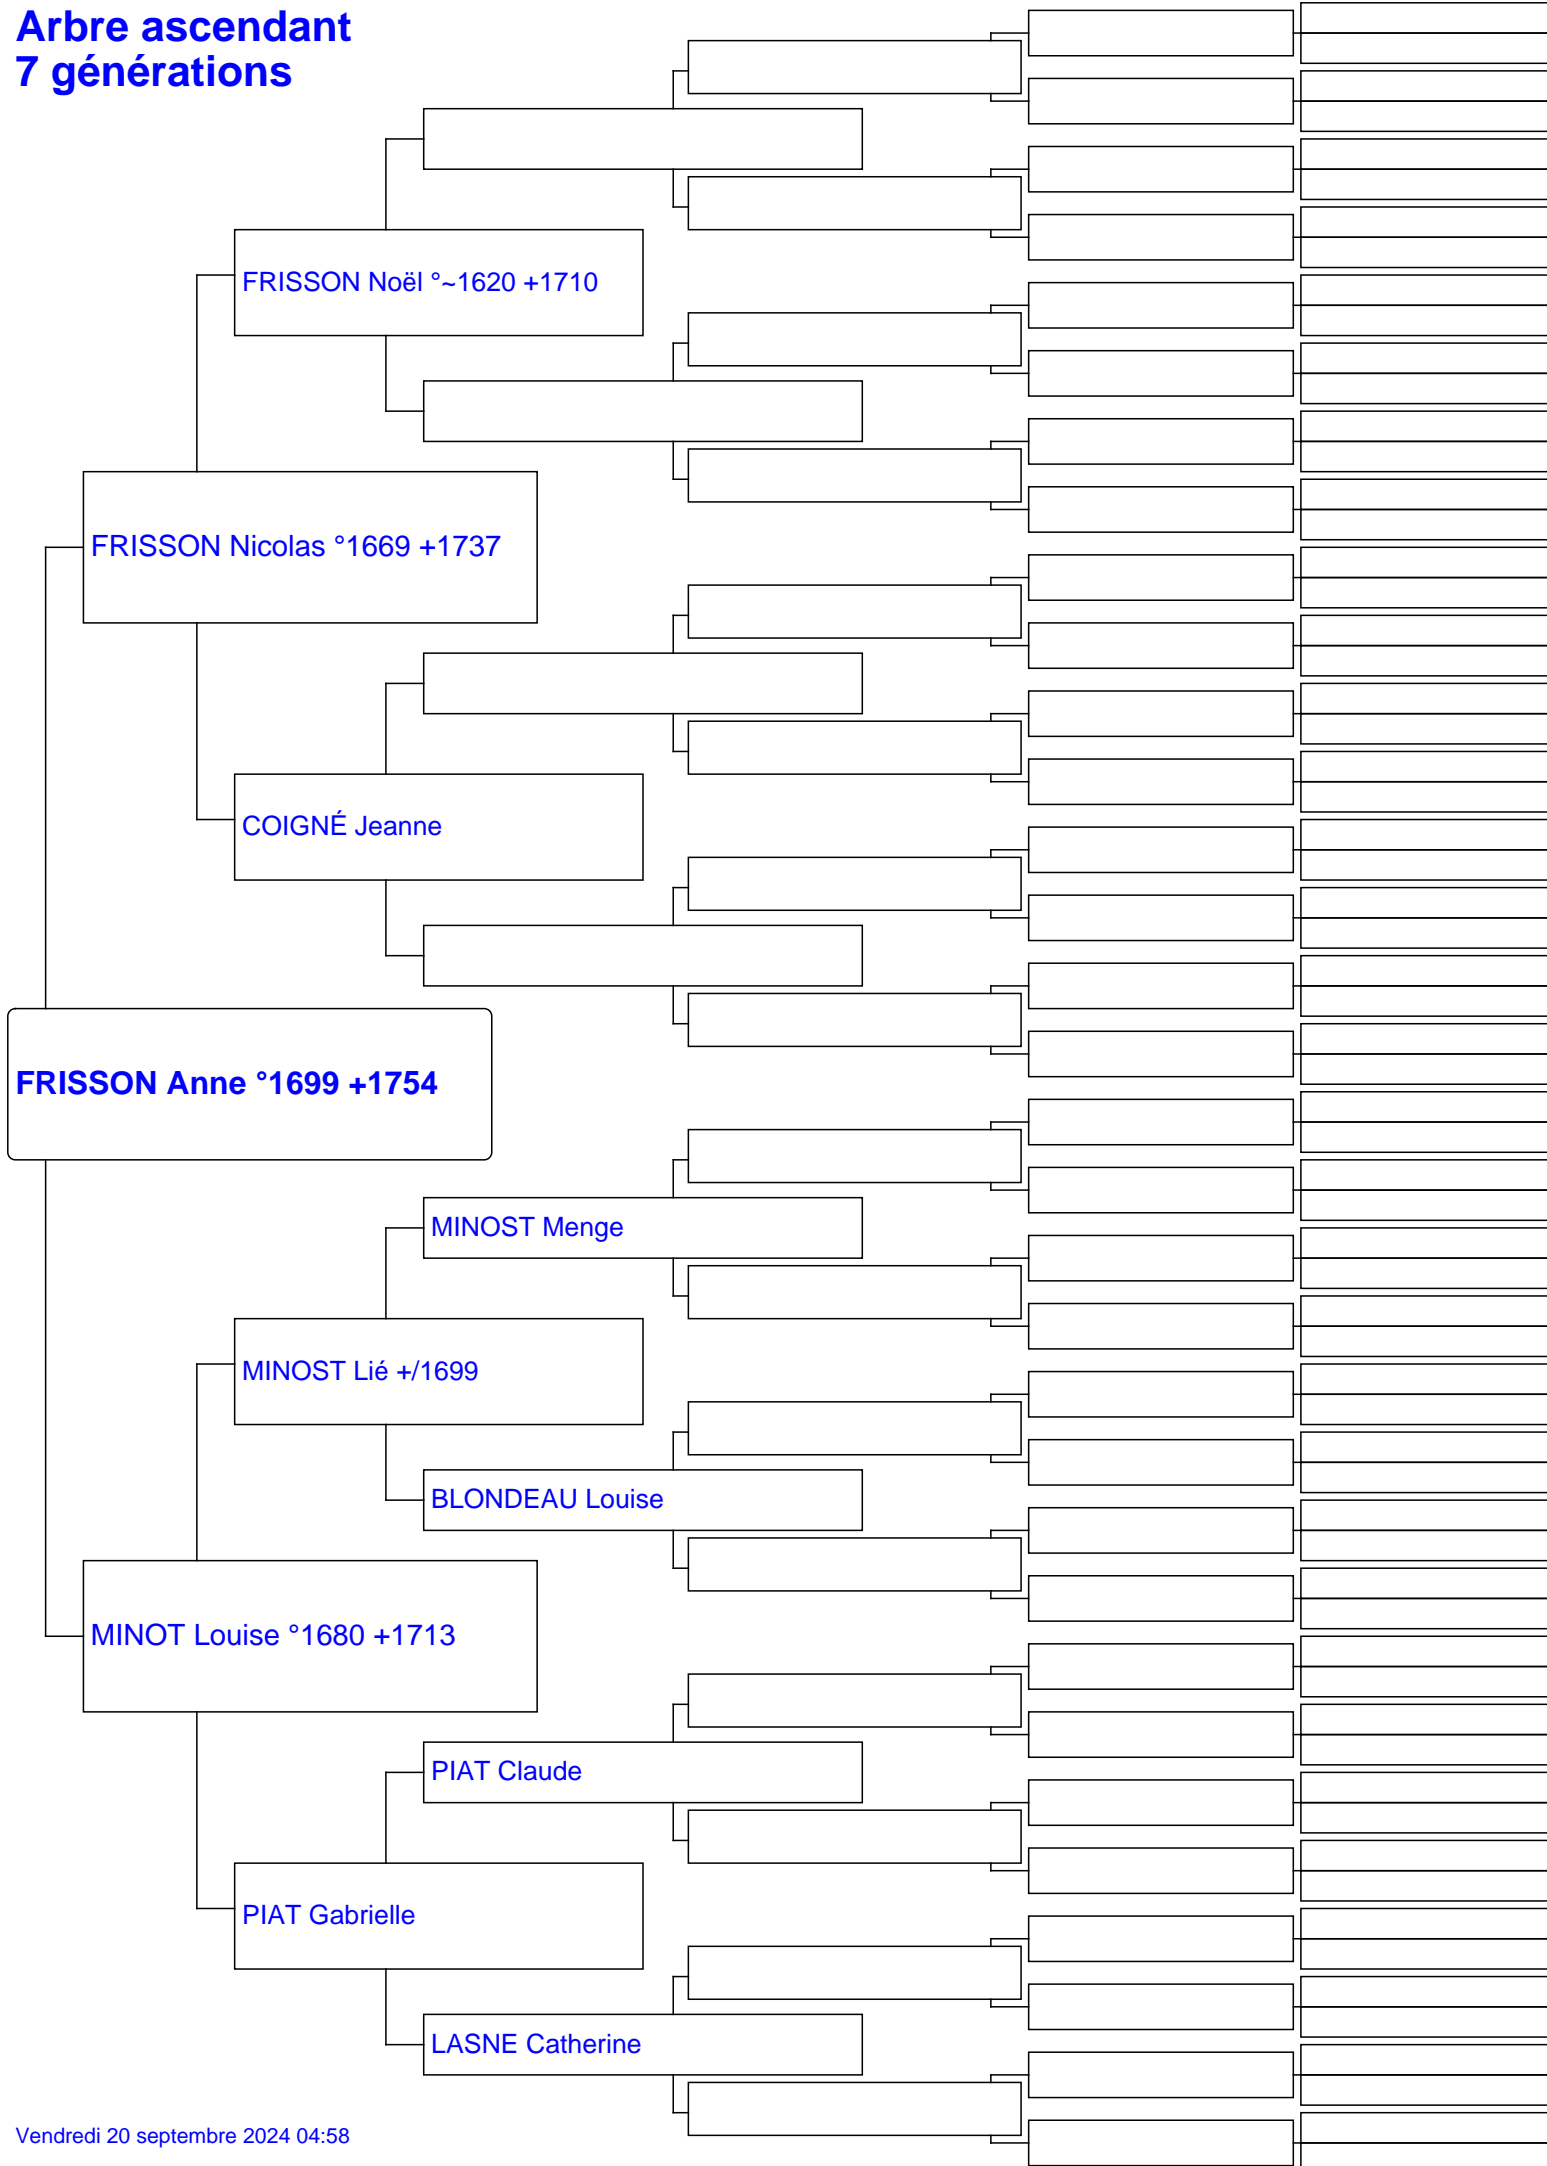 Arbre ascendant
7 générations
FRISSON Noël °~1620 +1710
FRISSON Nicolas °1669 +1737
COIGNÉ Jeanne
FRISSON Anne °1699 +1754
MINOST Menge
MINOST Lié +/1699
BLONDEAU Louise
MINOT Louise °1680 +1713
PIAT Claude
PIAT Gabrielle
LASNE Catherine
Vendredi 20 septembre 2024 04:58